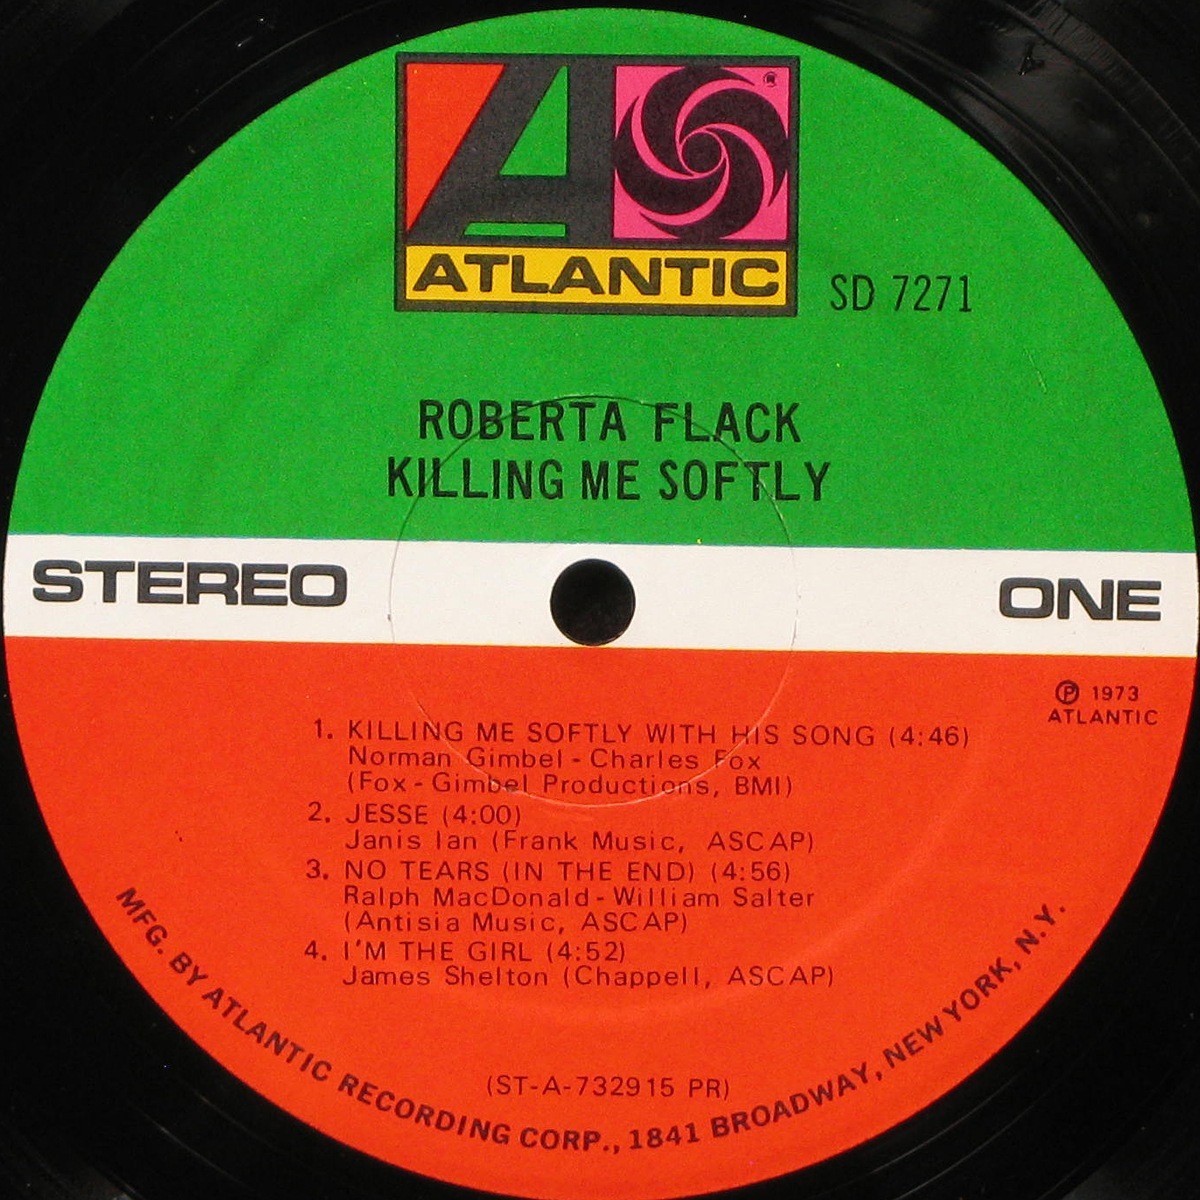 ®
ATLANTIC
SD 7271
ROBERTA FLACK
KILLING ME SOFTLY
STEREO
ONE
℗ 1973
ATLANTIC
1. KILLING ME SOFTLY WITH HIS SONG (4:46)
Norman Gimbel - Charles Fox
(Fox - Gimbel Productions, BMI)
2. JESSE (4:00)
Janis Ian (Frank Music, ASCAP)
3. NO TEARS (IN THE END) (4:56)
Ralph MacDonald - William Salter
(Antisia Music, ASCAP)
4. I'M THE GIRL (4:52)
James Shelton (Chappell, ASCAP)
(ST-A-732915 PR)
MFG. BY ATLANTIC RECORDING CORP., 1841 BROADWAY, NEW YORK, N.Y.